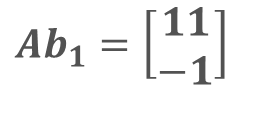 Ab₁ = [11
-1]